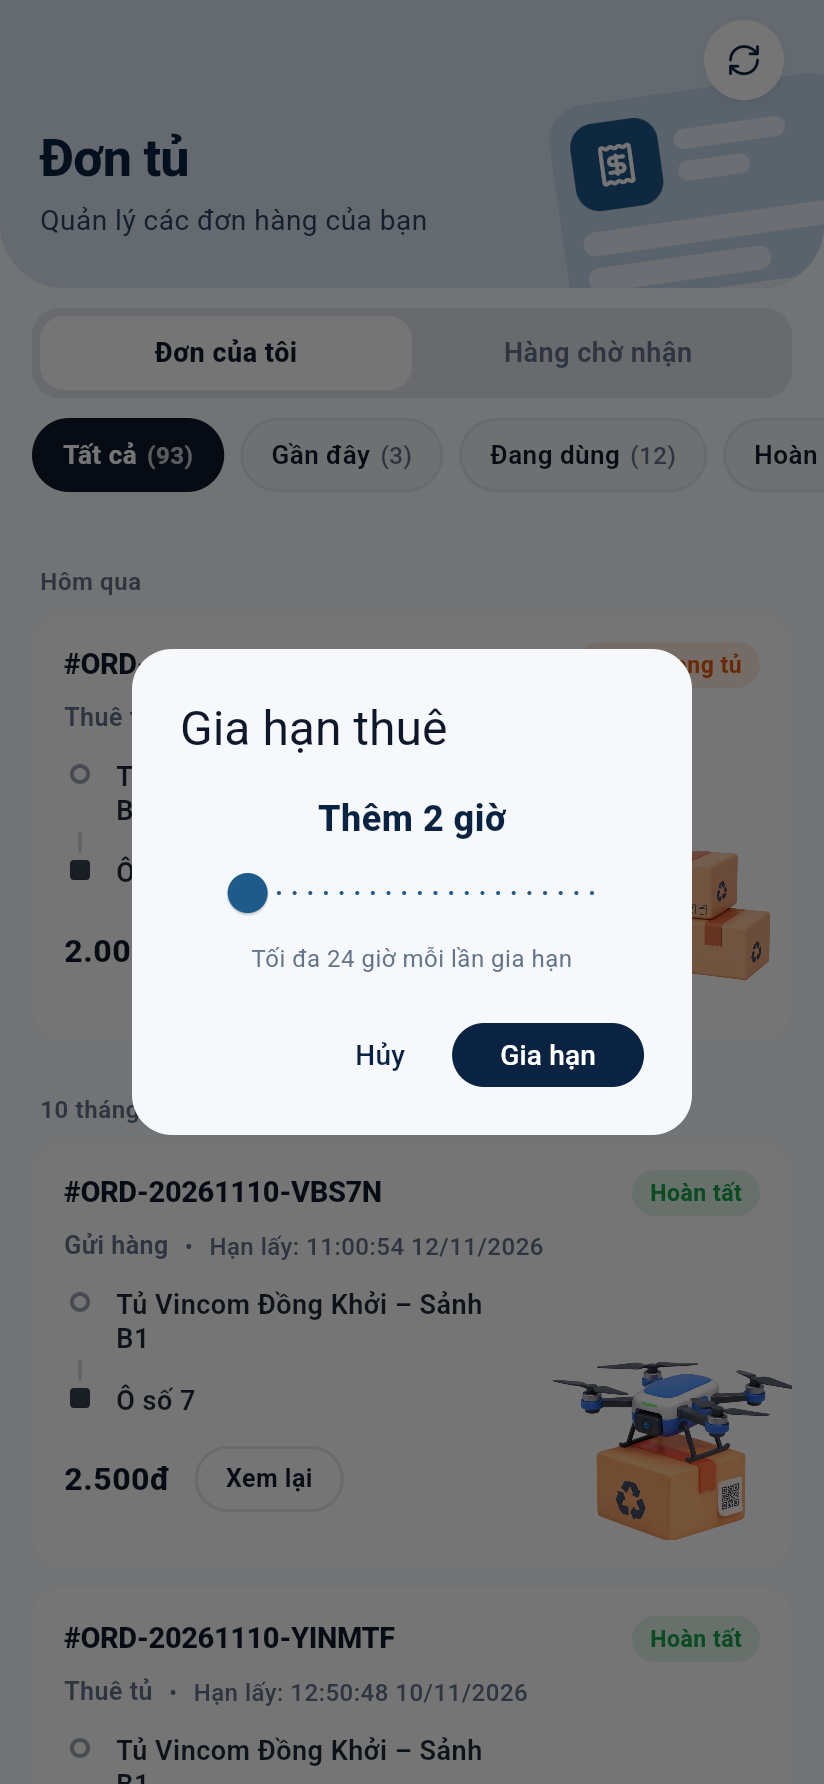 Đơn tủ
Quản lý các đơn hàng của bạn
Đơn của tôi
Hàng chờ nhận
Tất cả (93)
Gần đây (3)
Đang dùng (12)
Hoàn
Hôm qua
#ORD-
ong tủ
Thuê
Gia hạn thuê
Thêm 2 giờ
Tối đa 24 giờ mỗi lần gia hạn
2.00
Hủy
Gia hạn
10 tháng
#ORD-20261110-VBS7N
Hoàn tất
Gửi hàng • Hạn lấy: 11:00:54 12/11/2026
Tủ Vincom Đồng Khởi – Sảnh
B1
Ô số 7
2.500đ
Xem lại
#ORD-20261110-YINMTF
Hoàn tất
Thuê tủ • Hạn lấy: 12:50:48 10/11/2026
Tủ Vincom Đồng Khởi – Sảnh
B1